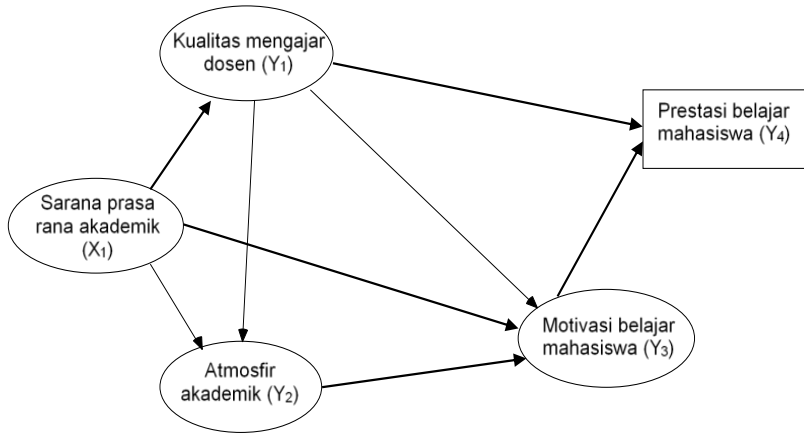 Kualitas mengajar
dosen (Y₁)
Prestasi belajar
mahasiswa (Y₄)
Sarana prasa
rana akademik
(X₁)
Motivasi belajar
mahasiswa (Y₃)
Atmosfir
akademik (Y₂)